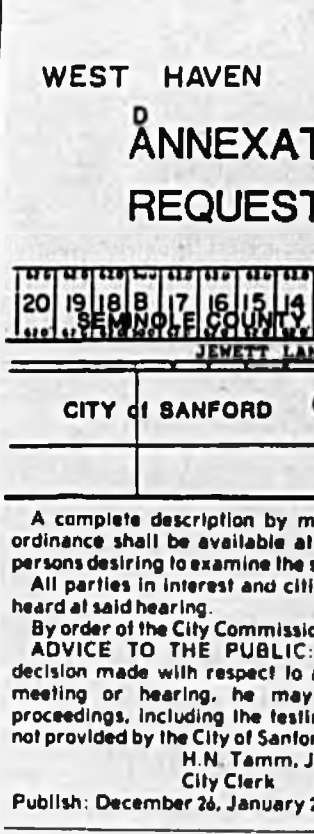 WEST HAVEN
D
ANNEXAT
REQUEST
20 19 18 B 17 16 15 14
SEMINOLE COUNTY
JEWETT LAN
CITY of SANFORD
A complete description by m
ordinance shall be available at
persons desiring to examine the s
All parties in interest and citi
heard at said hearing.
By order of the City Commissio
ADVICE TO THE PUBLIC:
decision made with respect to a
meeting or hearing, he may
proceedings, including the testi
not provided by the City of Sanfor
H.N. Tamm, J
City Clerk
Publish: December 26, January 2